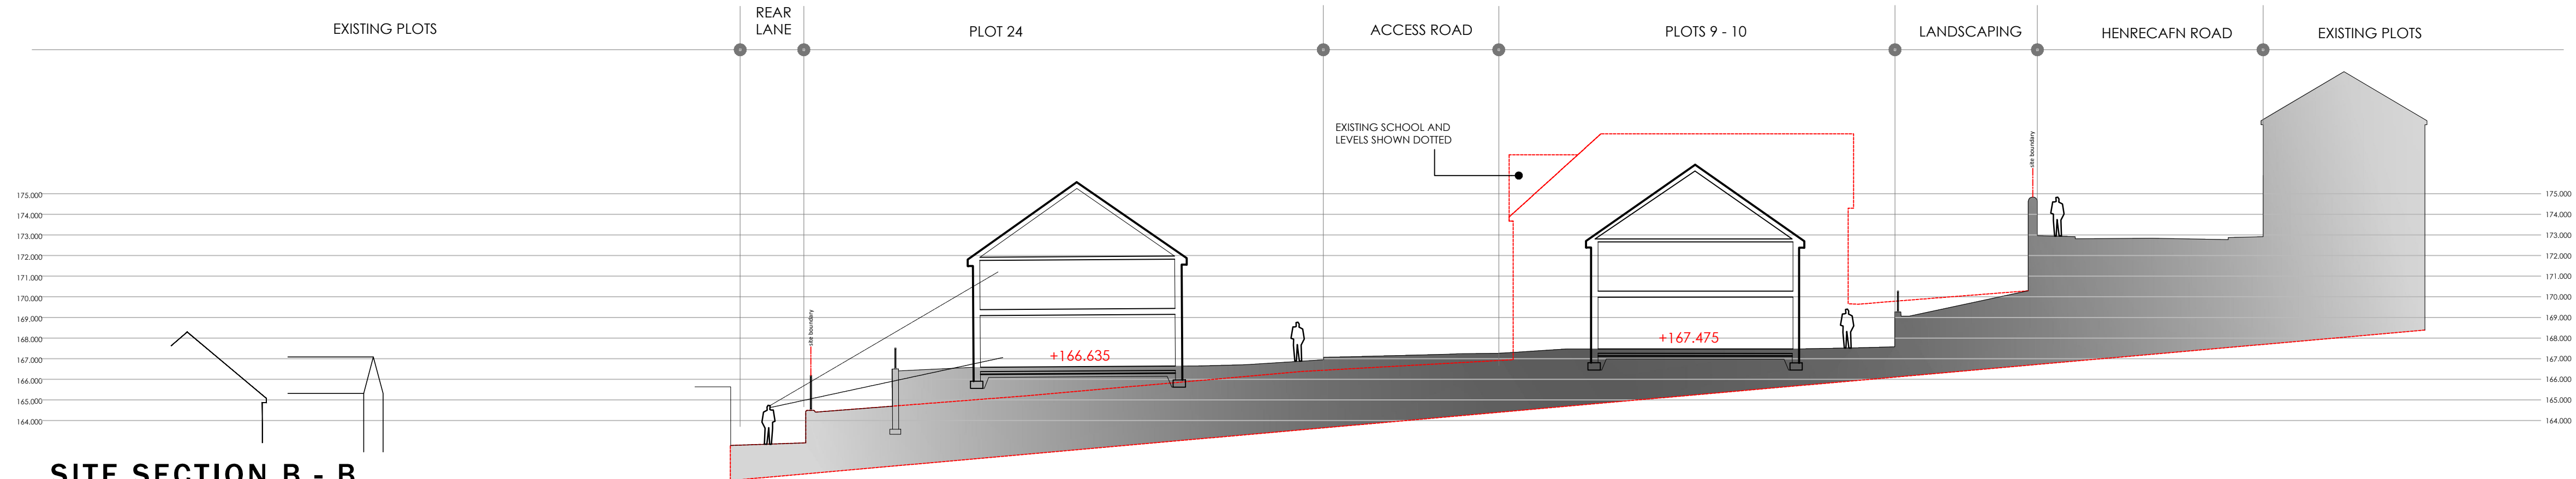 EXISTING PLOTS
REAR
LANE
PLOT 24
ACCESS ROAD
PLOTS 9 - 10
LANDSCAPING
HENRECAFN ROAD
EXISTING PLOTS
EXISTING SCHOOL AND
LEVELS SHOWN DOTTED
site boundary
site boundary
175.000
174.000
173.000
172.000
171.000
170.000
169.000
168.000
167.000
166.000
165.000
164.000
+166.635
+167.475
175.000
174.000
173.000
172.000
171.000
170.000
169.000
168.000
167.000
166.000
165.000
164.000
SITE SECTION B - B